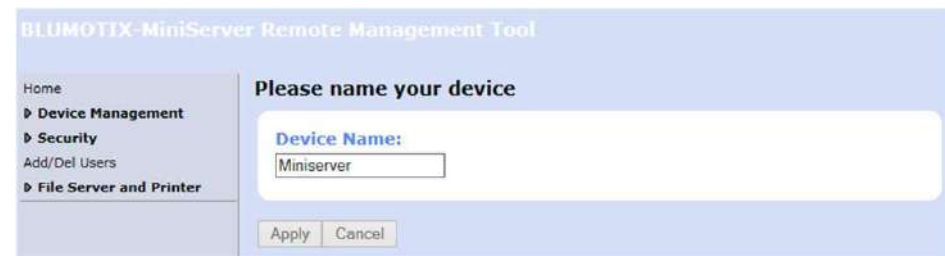 BLUMOTIX-MiniServer Remote Management Tool
Home
Device Management
Security
Add/Del Users
File Server and Printer
Please name your device
Device Name:
Miniserver
Apply
Cancel